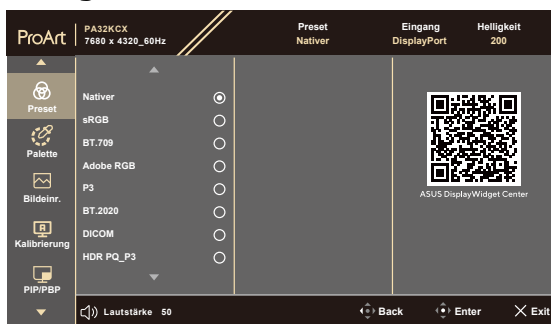 ProArt
PA32KCX
7680 x 4320_60Hz
Preset
Nativer
Eingang
DisplayPort
Helligkeit
200
Preset
Palette
Bildeinr.
Kalibrierung
PIP/PBP
Nativer
sRGB
BT.709
Adobe RGB
P3
BT.2020
DICOM
HDR PQ_P3
ASUS DisplayWidget Center
Lautstärke 50
Back
Enter
Exit